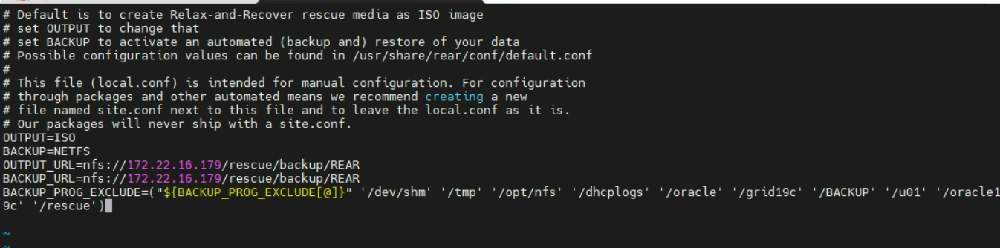 # Default is to create Relax-and-Recover rescue media as ISO image
# set OUTPUT to change that
# set BACKUP to activate an automated (backup and) restore of your data
# Possible configuration values can be found in /usr/share/rear/conf/default.conf
#
# This file (local.conf) is intended for manual configuration. For configuration
# through packages and other automated means we recommend creating a new
# file named site.conf next to this file and to leave the local.conf as it is.
# Our packages will never ship with a site.conf.
OUTPUT=ISO
BACKUP=NETFS
OUTPUT_URL=nfs://172.22.16.179/rescue/backup/REAR
BACKUP_URL=nfs://172.22.16.179/rescue/backup/REAR
BACKUP_PROG_EXCLUDE=("${BACKUP_PROG_EXCLUDE[@]}" '/dev/shm' '/tmp' '/opt/nfs' '/dhcplogs' '/oracle' '/grid19c' '/BACKUP' '/u01' '/oracle1
9c' '/rescue')
~
~